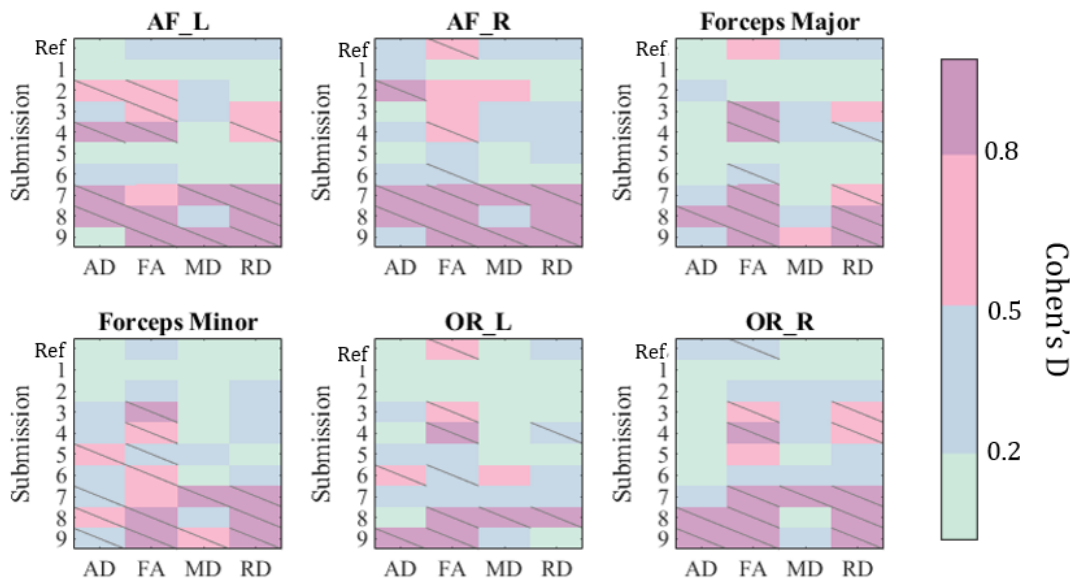 AF_L
AF_R
Forceps Major
Submission
Ref
1
2
3
4
5
6
7
8
9
AD FA MD RD
Submission
Ref
1
2
3
4
5
6
7
8
9
AD FA MD RD
Submission
Ref
1
2
3
4
5
6
7
8
9
AD FA MD RD
Forceps Minor
OR_L
OR_R
Submission
Ref
1
2
3
4
5
6
7
8
9
AD FA MD RD
Submission
Ref
1
2
3
4
5
6
7
8
9
AD FA MD RD
Submission
Ref
1
2
3
4
5
6
7
8
9
AD FA MD RD
0.8
0.5
0.2
Cohen's D